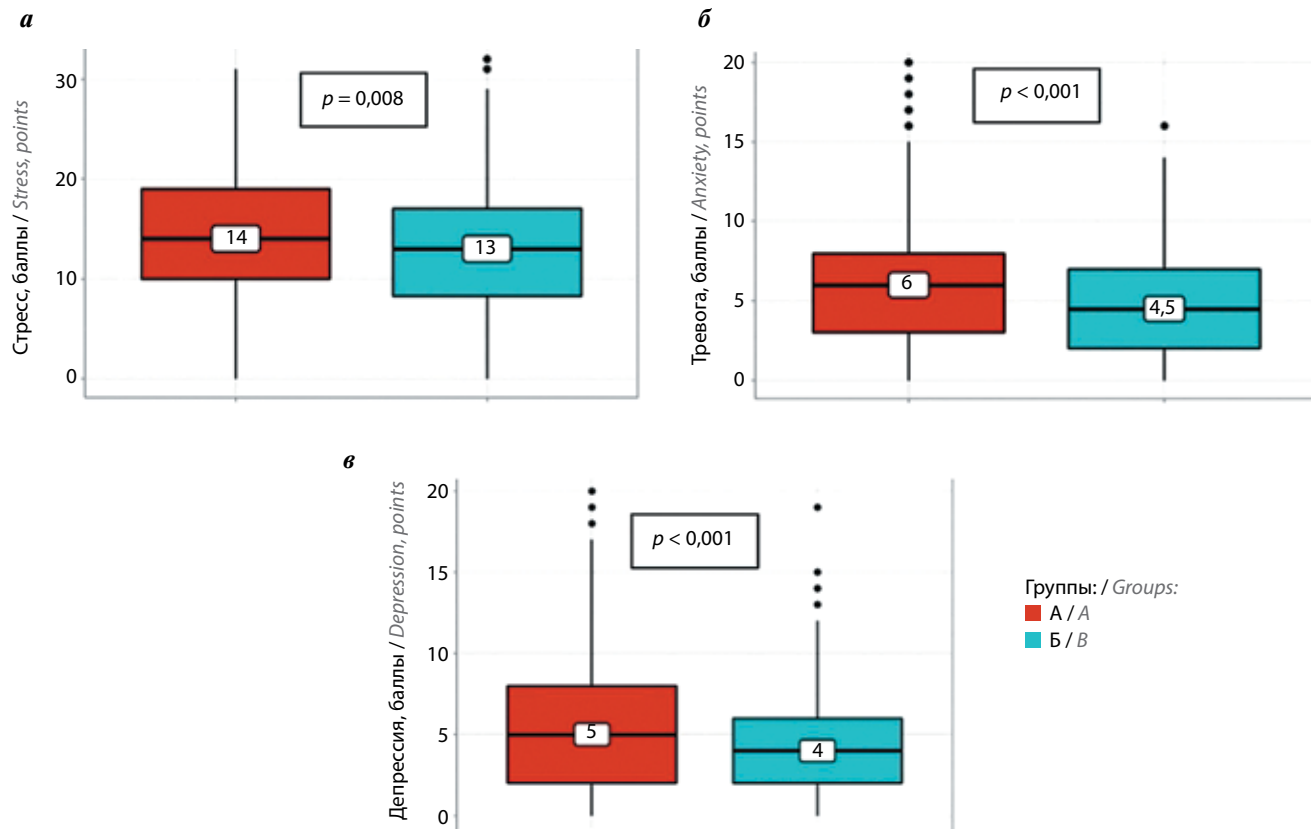 а
Стресс, баллы / Stress, points
30
20
10
0
p = 0,008
14
13
б
Тревога, баллы / Anxiety, points
20
15
10
5
0
p < 0,001
6
4,5
в
Депрессия, баллы / Depression, points
20
15
10
5
0
p < 0,001
5
4
Группы: / Groups:
А / A
Б / B